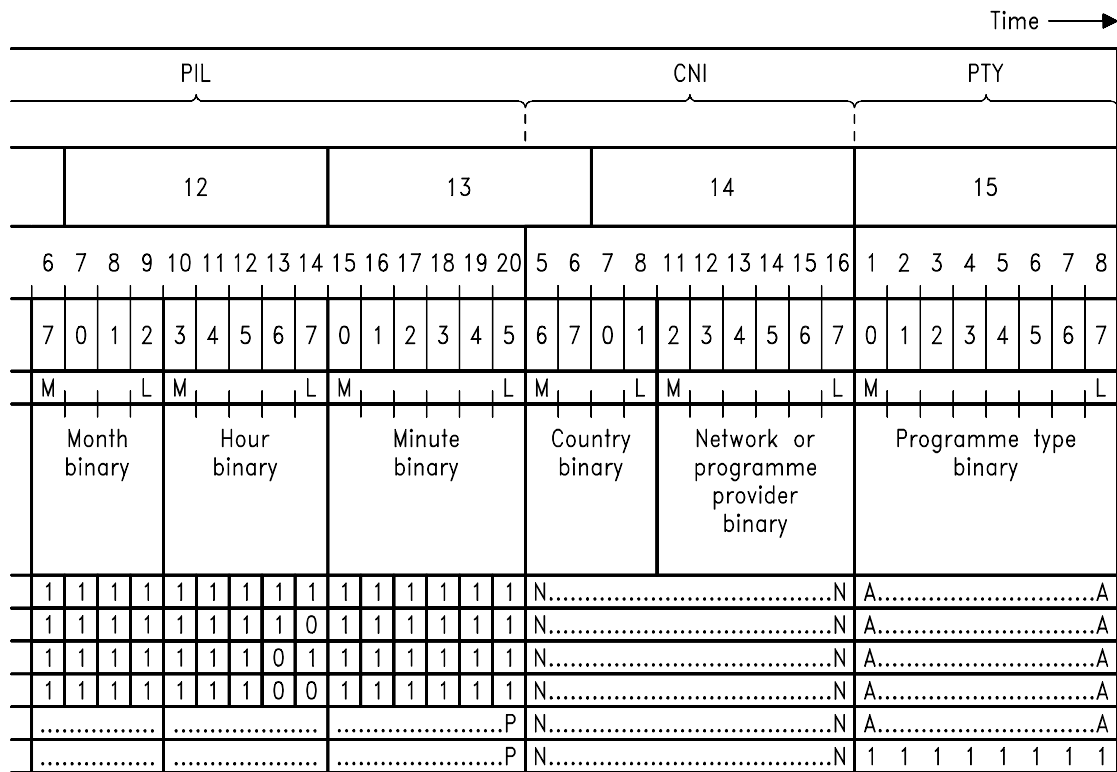 Time
PIL CNI PTY
12 13 14 15
6 7 8 9 10 11 12 13 14 15 16 17 18 19 20 5 6 7 8 11 12 13 14 15 16 1 2 3 4 5 6 7 8
7 0 1 2 3 4 5 6 7 0 1 2 3 4 5 6 7 0 1 2 3 4 5 6 7 0 1 2 3 4 5 6 7
M L M L M L M L M L M L
Month Hour Minute Country Network or Programme type
binary binary binary binary programme binary
provider
binary
1 1 1 1 1 1 1 1 1 1 1 1 1 1 1 N....................................N A............................A
1 1 1 1 1 1 1 1 0 1 1 1 1 1 1 N....................................N A............................A
1 1 1 1 1 1 1 0 1 1 1 1 1 1 1 N....................................N A............................A
1 1 1 1 1 1 1 0 0 1 1 1 1 1 1 N....................................N A............................A
.............. .................. .....................P N....................................N A............................A
.............. .................. .....................P N....................................N 1 1 1 1 1 1 1 1